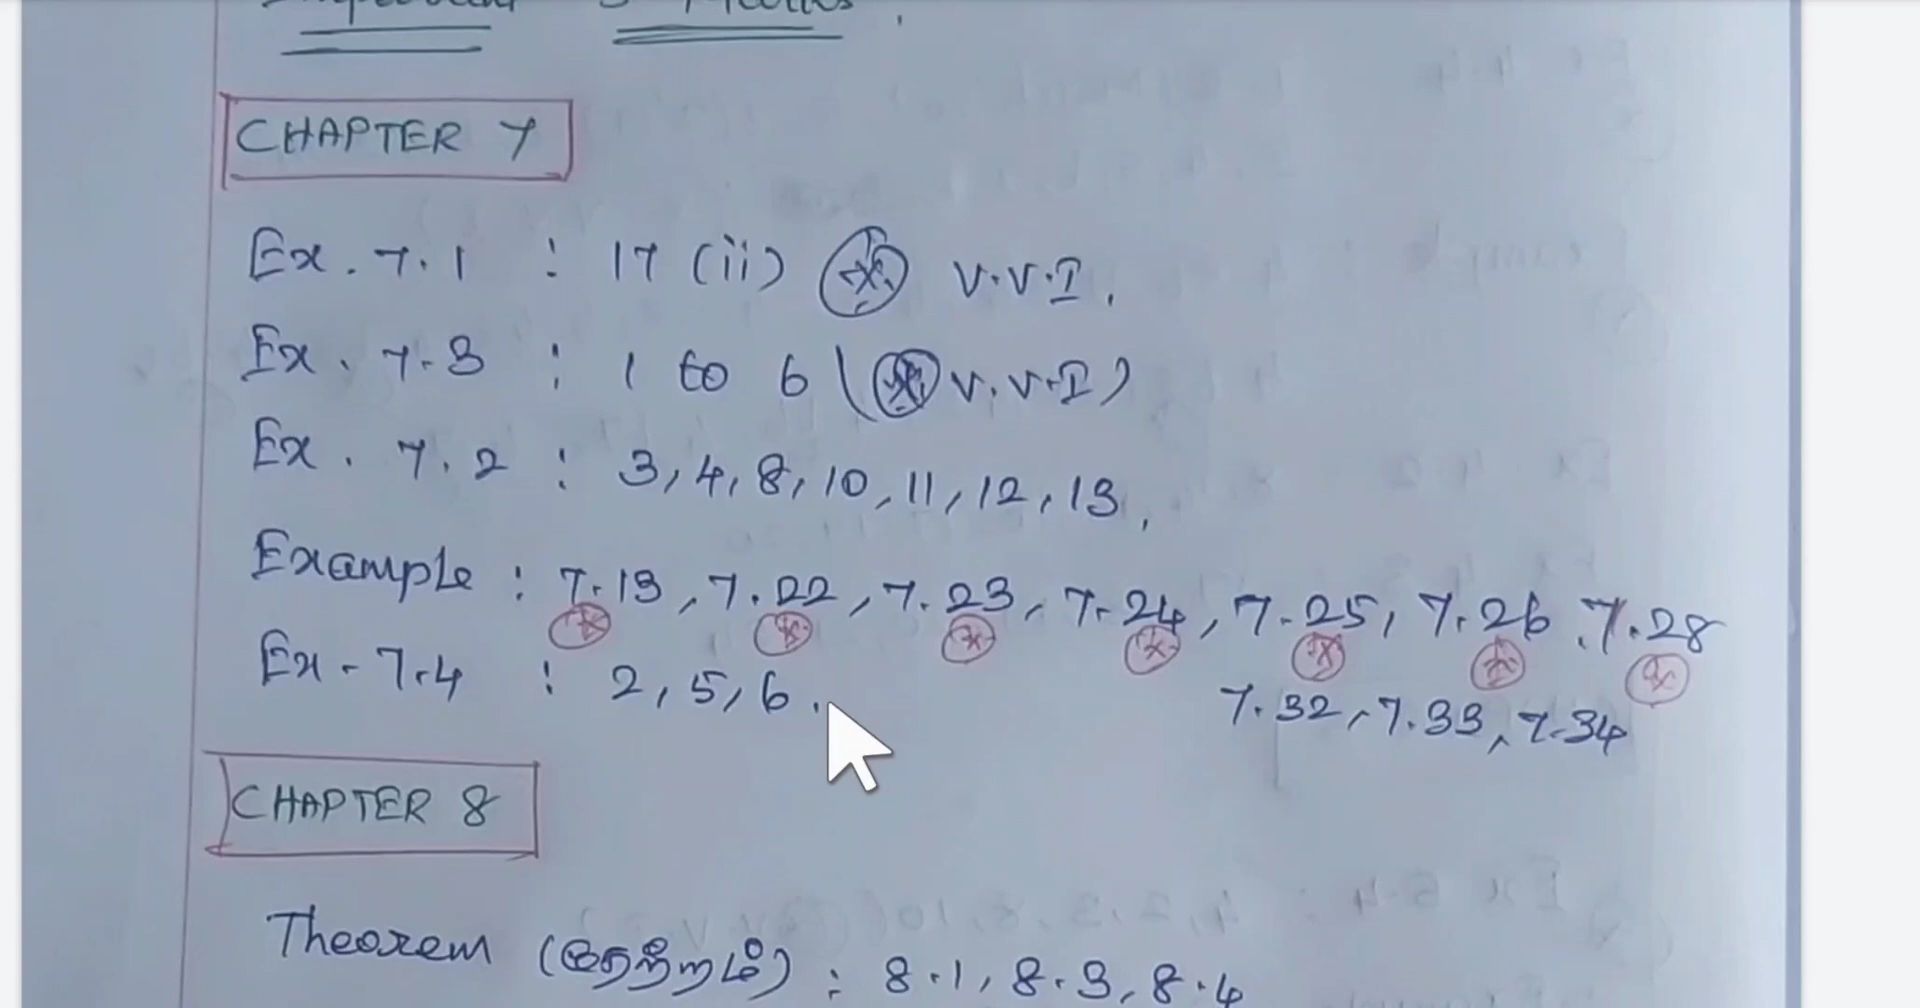 CHAPTER 7
Ex. 7.1 : 17 (ii) V.V.I.
Ex. 7.3 : 1 to 6 ( V.V.I)
Ex. 7.2 : 3, 4, 8, 10, 11, 12, 13.
Example : 7.13, 7.22, 7.23, 7.24, 7.25, 7.26, 7.28
7.32, 7.33, 7.34
Ex - 7.4 : 2, 5, 6.
CHAPTER 8
Theorem (தேற்றம்) : 8.1, 8.3, 8.4